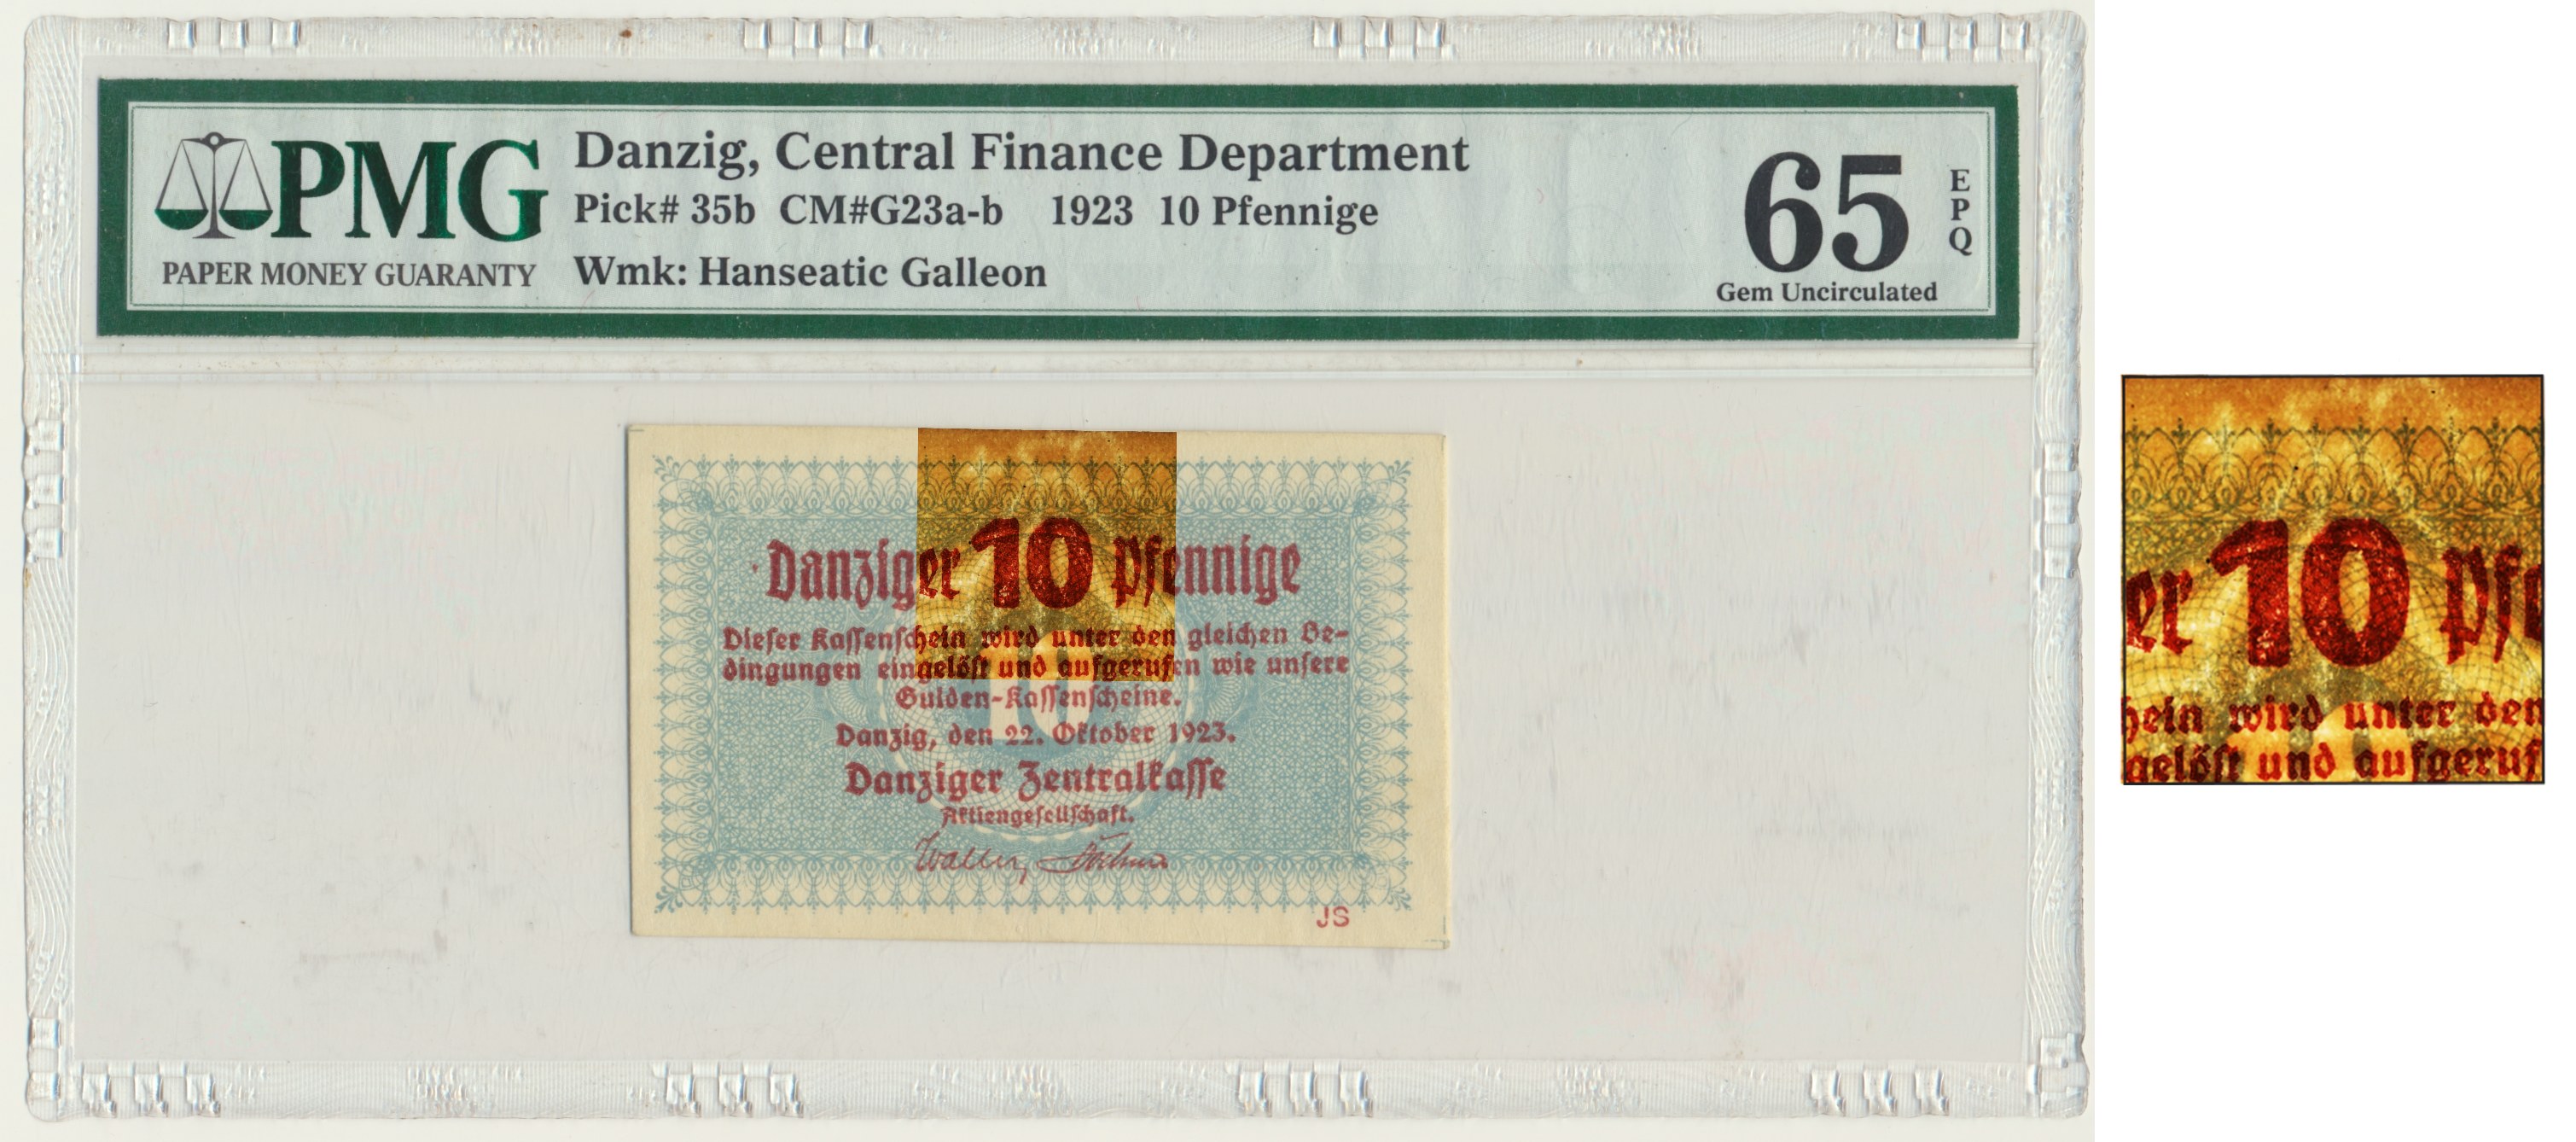 PMG
PAPER MONEY GUARANTY
Danzig, Central Finance Department
Pick# 35b CM#G23a-b 1923 10 Pfennige
Wmk: Hanseatic Galleon
65
EPQ
Gem Uncirculated
Danziger 10 Pfennige
Dieser Kassenschein wird unter den gleichen Be-
dingungen eingelöst und aufgerufen wie unsere
Gulden-Kassenscheine.
10
Danzig, den 22. Oktober 1923.
Danziger Zentralkasse
Aktiengesellschaft.
JS
er 10 Pfe
hein wird unter den
gelöst und aufgeruf